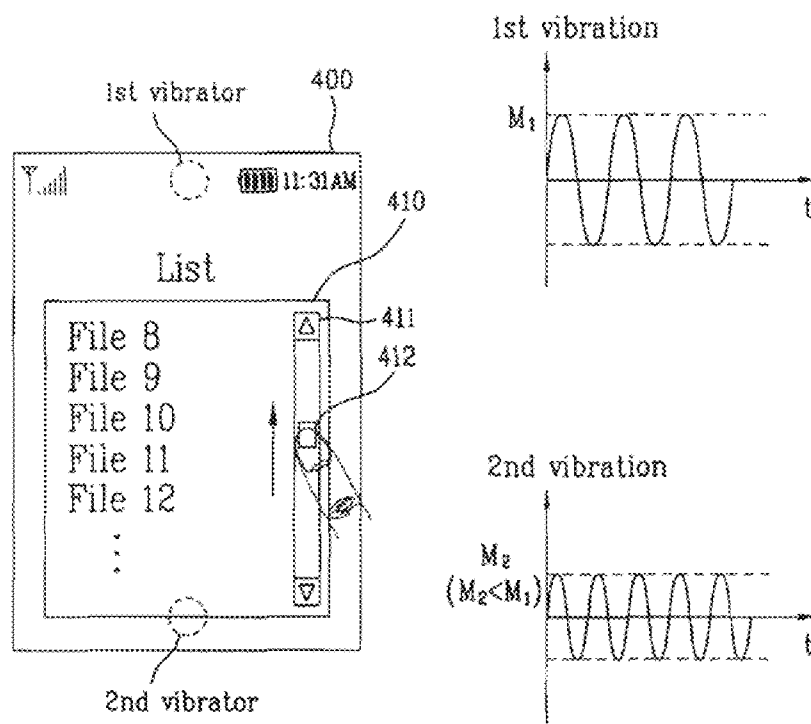 1st vibrator
400
11:31AM
410
List
411
412
File 8
File 9
File 10
File 11
File 12
2nd vibrator
1st vibration
M₁
t
2nd vibration
M₂
(M₂<M₁)
t